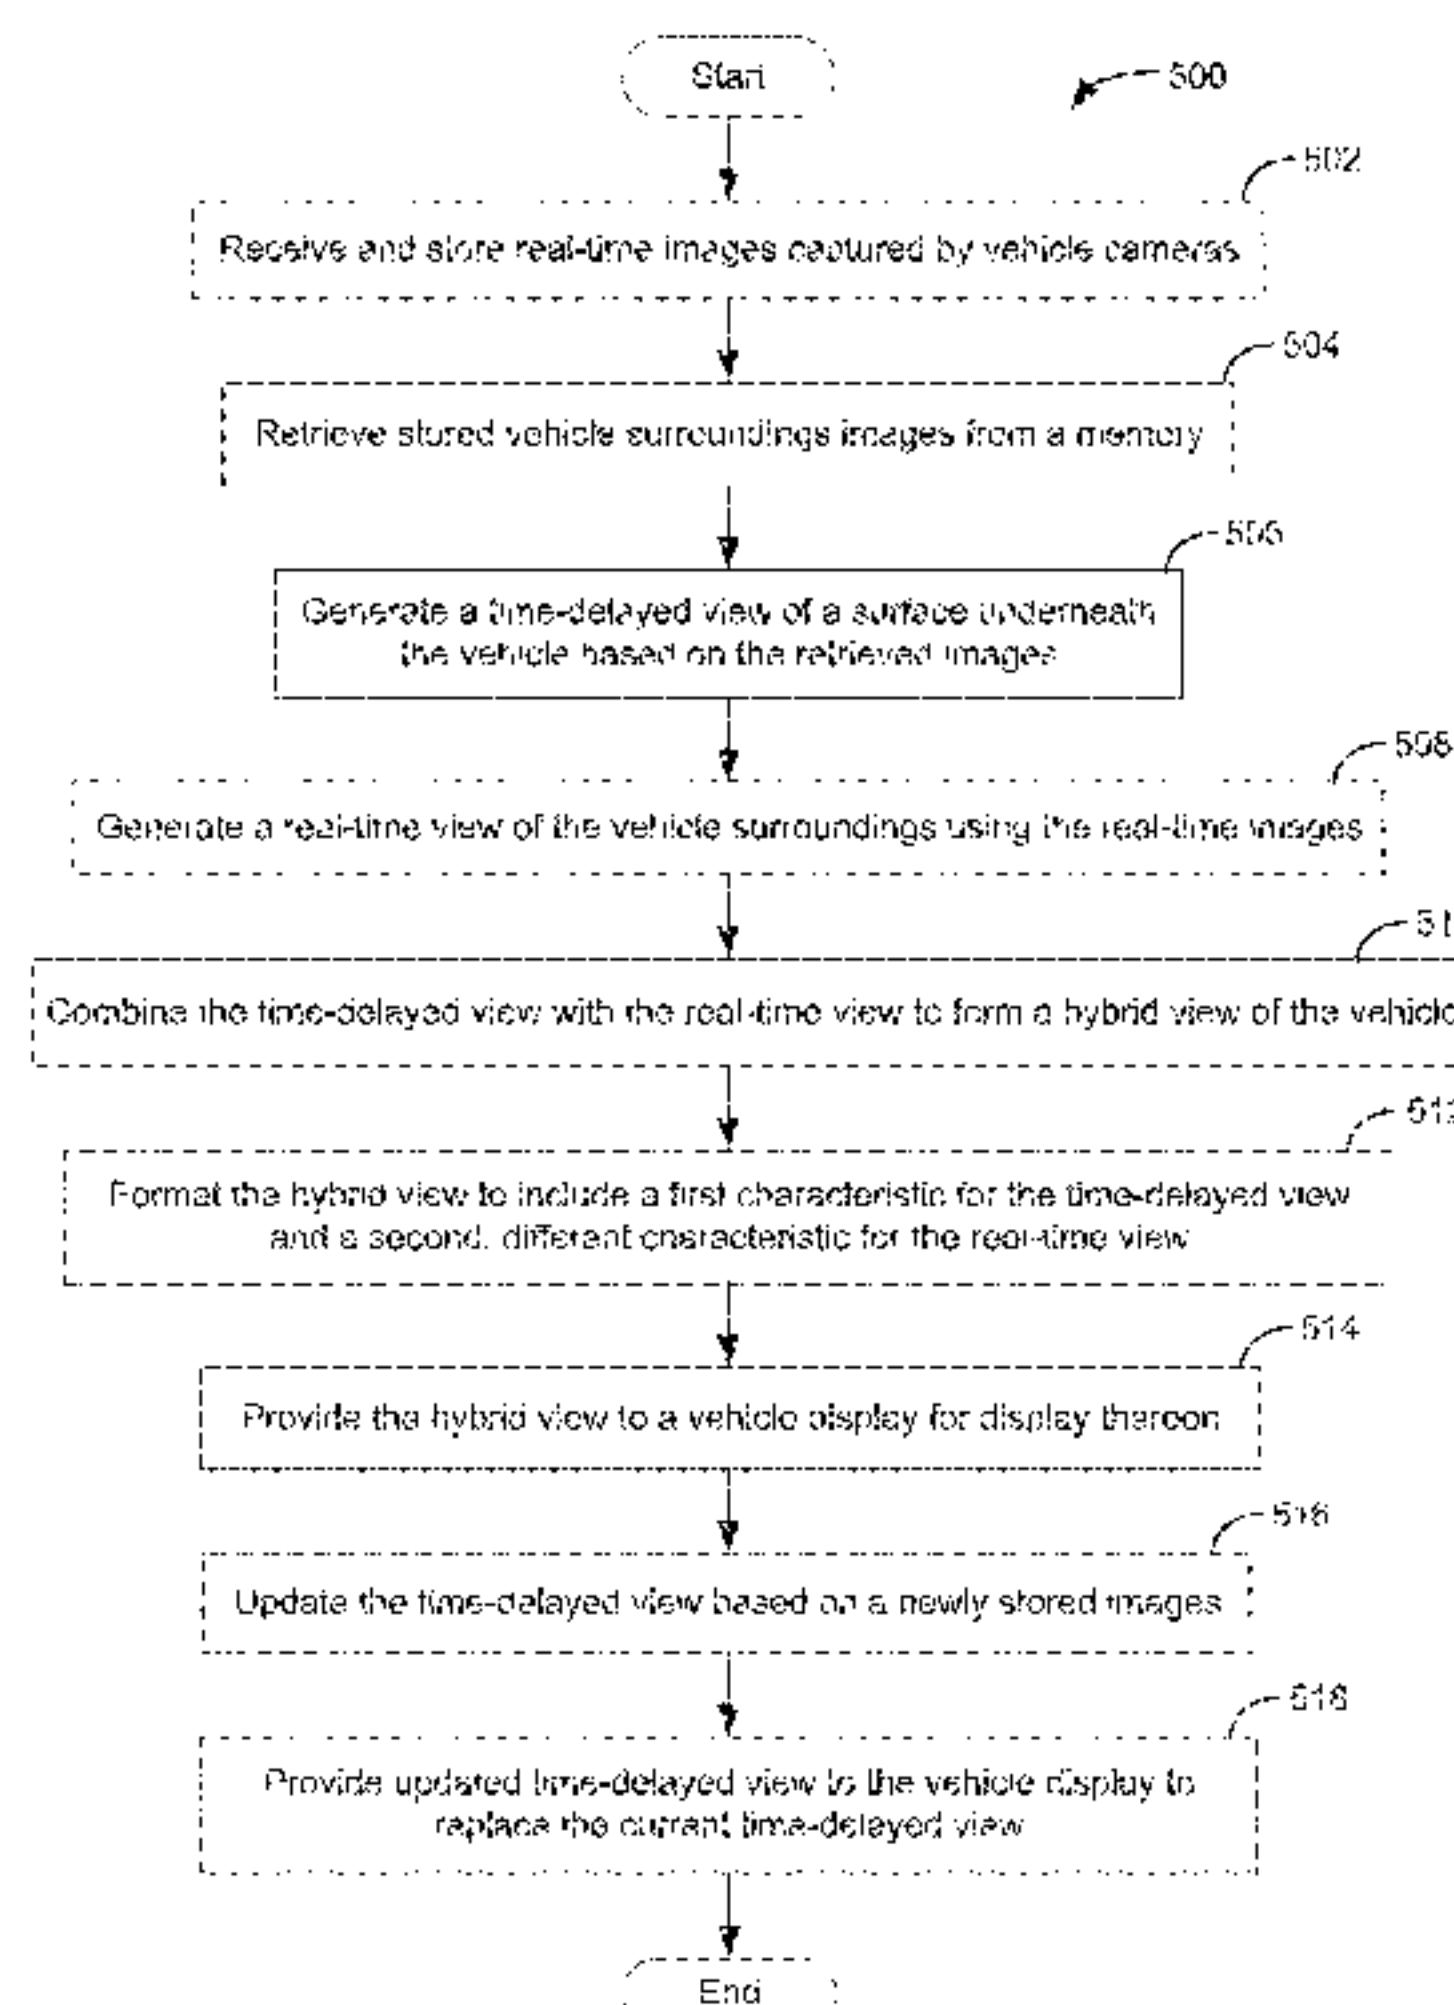 Start
500
502
Receive and store real-time images captured by vehicle cameras
504
Retrieve stored vehicle surroundings images from a memory
506
Generate a time-delayed view of a surface underneath
the vehicle based on the retrieved images
508
Generate a real-time view of the vehicle surroundings using the real-time images
51
Combine the time-delayed view with the real-time view to form a hybrid view of the vehicle
512
Format the hybrid view to include a first characteristic for the time-delayed view
and a second, different characteristic for the real-time view
514
Provide the hybrid view to a vehicle display for display thereon
516
Update the time-delayed view based on a newly stored images
518
Provide updated time-delayed view to the vehicle display to
replace the current time-delayed view
End